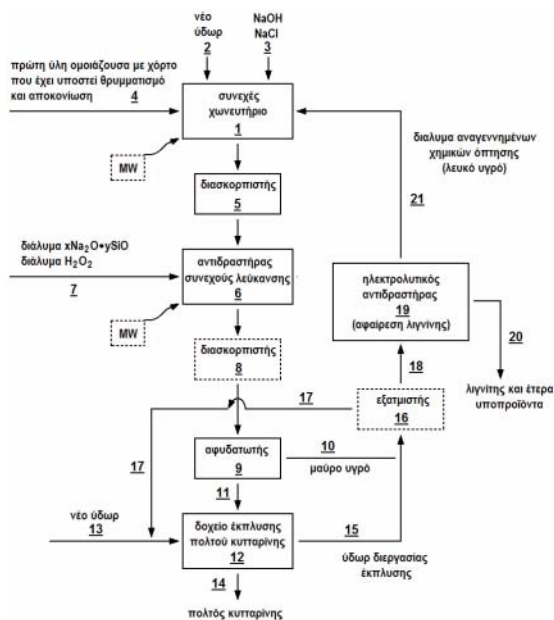 νέο
ύδωρ
2
NaOH
NaCl
3
πρώτη ύλη ομοιάζουσα με χόρτο
που έχει υποστεί θρυμματισμό
και αποκονίωση
4
συνεχές
χωνευτήριο
1
MW
διάλυμα αναγεννημένων
χημικών όπτησης
(λευκό υγρό)
21
διασκορπιστής
5
διάλυμα xNa₂O•ySiO
διάλυμα H₂O₂
7
αντιδραστήρας
συνεχούς λεύκανσης
6
MW
ηλεκτρολυτικός
αντιδραστήρας
19
(αφαίρεση λιγνίνης)
20
λιγνίτης και έτερα
υποπροϊόντα
διασκορπιστής
8
18
17
εξατμιστής
16
17
αφυδατωτής
9
10
μαύρο υγρό
11
νέο ύδωρ
13
δοχείο έκπλυσης
πολτού κυτταρίνης
12
15
ύδωρ διεργασίας
έκπλυσης
14
πολτός κυτταρίνης